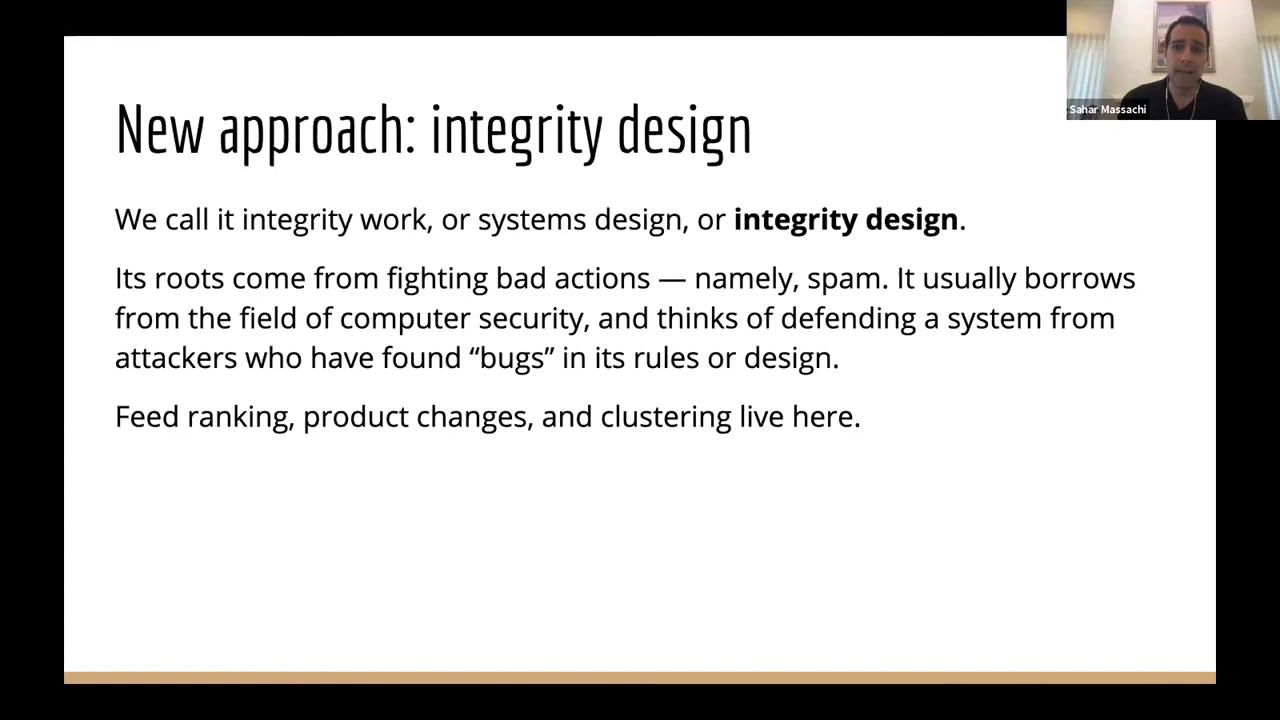 Sahar Massachi
New approach: integrity design
We call it integrity work, or systems design, or integrity design.
Its roots come from fighting bad actions — namely, spam. It usually borrows
from the field of computer security, and thinks of defending a system from
attackers who have found “bugs” in its rules or design.
Feed ranking, product changes, and clustering live here.